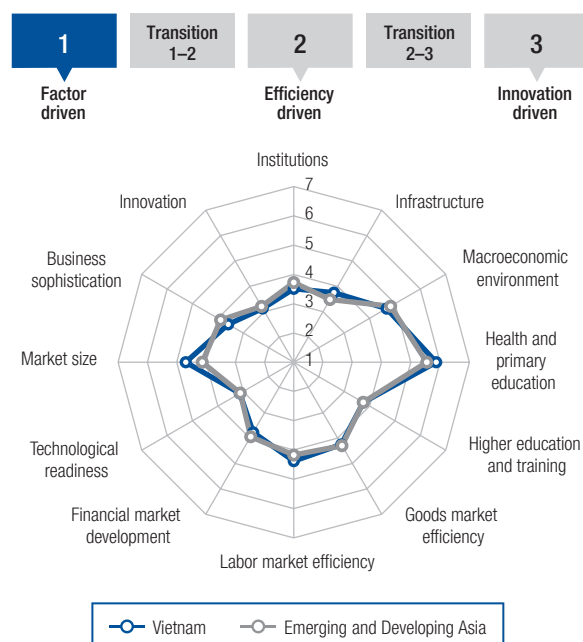 1
Transition
1–2
2
Transition
2–3
3
Factor
driven
Efficiency
driven
Innovation
driven
Institutions
Infrastructure
Macroeconomic
environment
Health and
primary
education
Higher education
and training
Goods market
efficiency
Labor market efficiency
Financial market
development
Technological
readiness
Market size
Business
sophistication
Innovation
7
6
5
4
3
2
1
Vietnam
Emerging and Developing Asia